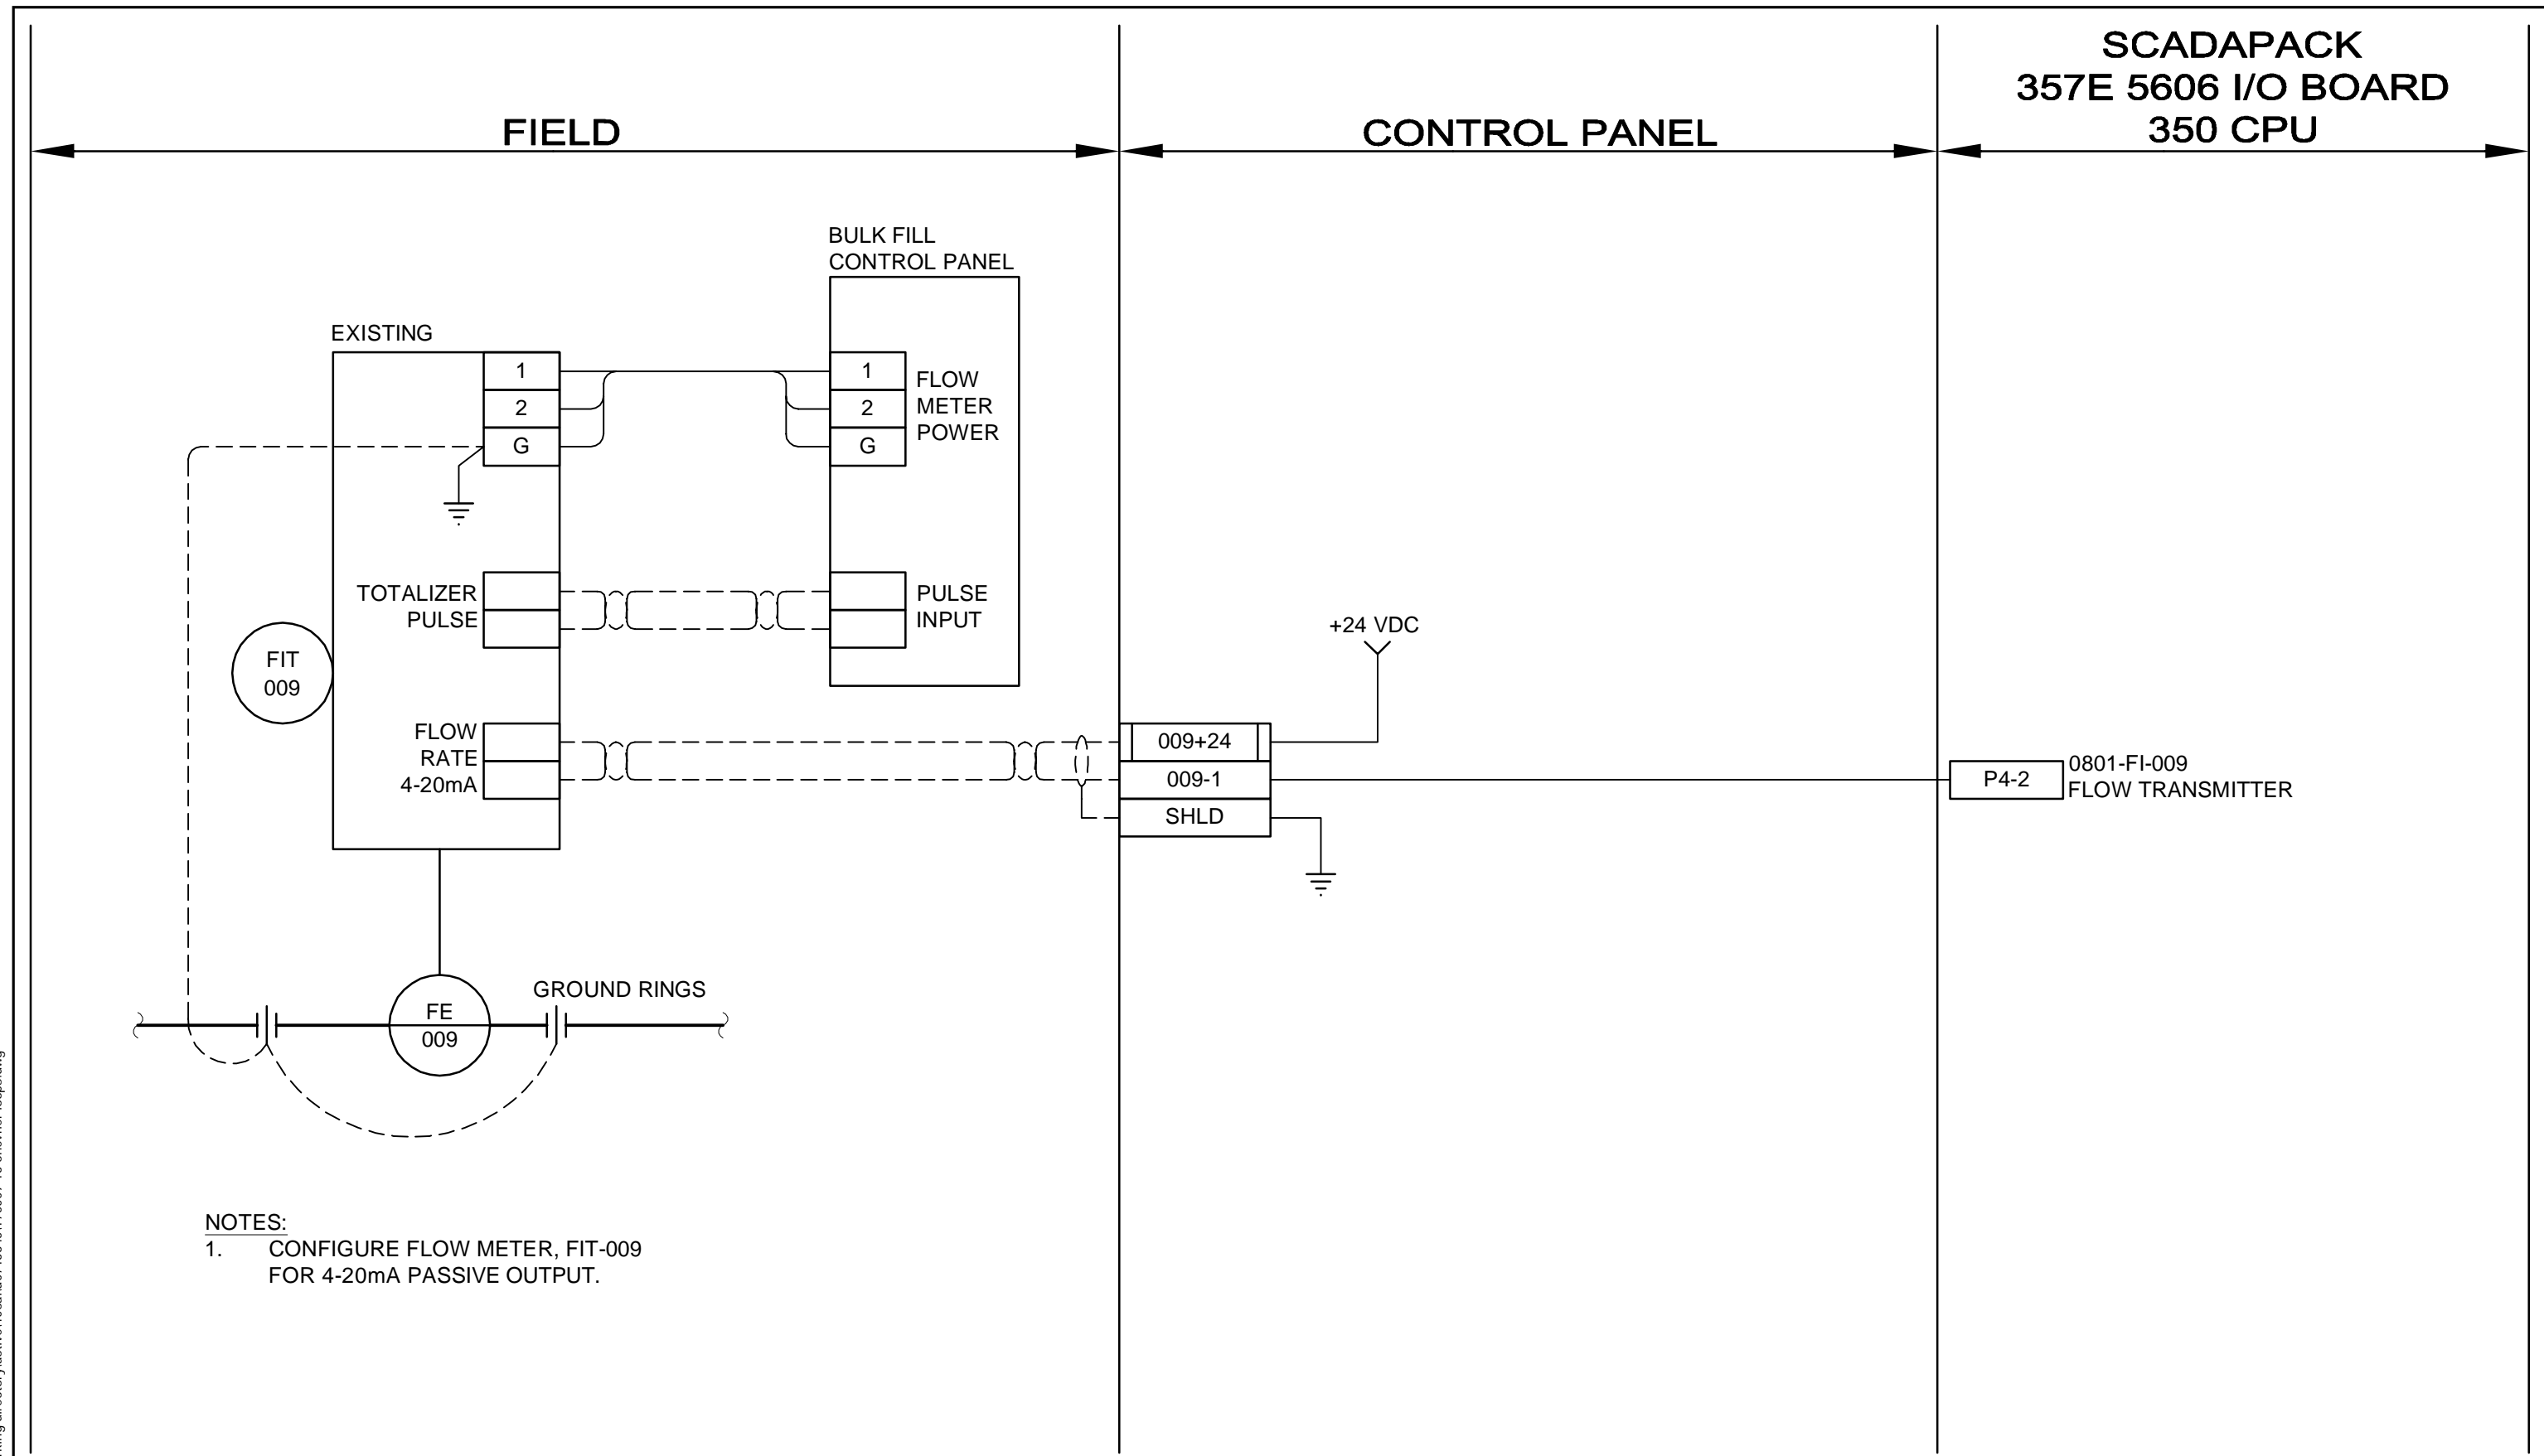 FIELD
CONTROL PANEL
SCADAPACK
357E 5606 I/O BOARD
350 CPU
BULK FILL
CONTROL PANEL
EXISTING
1
2
G
1
2
G
FLOW
METER
POWER
TOTALIZER
PULSE
PULSE
INPUT
FIT
009
FLOW
RATE
4-20mA
+24 VDC
009+24
009-1
SHLD
P4-2
0801-FI-009
FLOW TRANSMITTER
FE
009
GROUND RINGS
NOTES:
1. CONFIGURE FLOW METER, FIT-009
FOR 4-20mA PASSIVE OUTPUT.